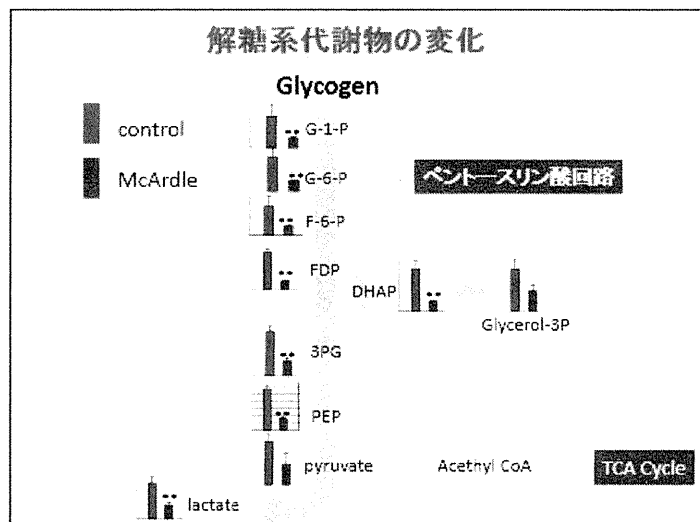 解糖系代謝物の変化
Glycogen
control
McArdle
G-1-P
G-6-P
ペントースリン酸回路
F-6-P
FDP
DHAP
Glycerol-3P
3PG
PEP
pyruvate
Acethyl CoA
TCA Cycle
lactate